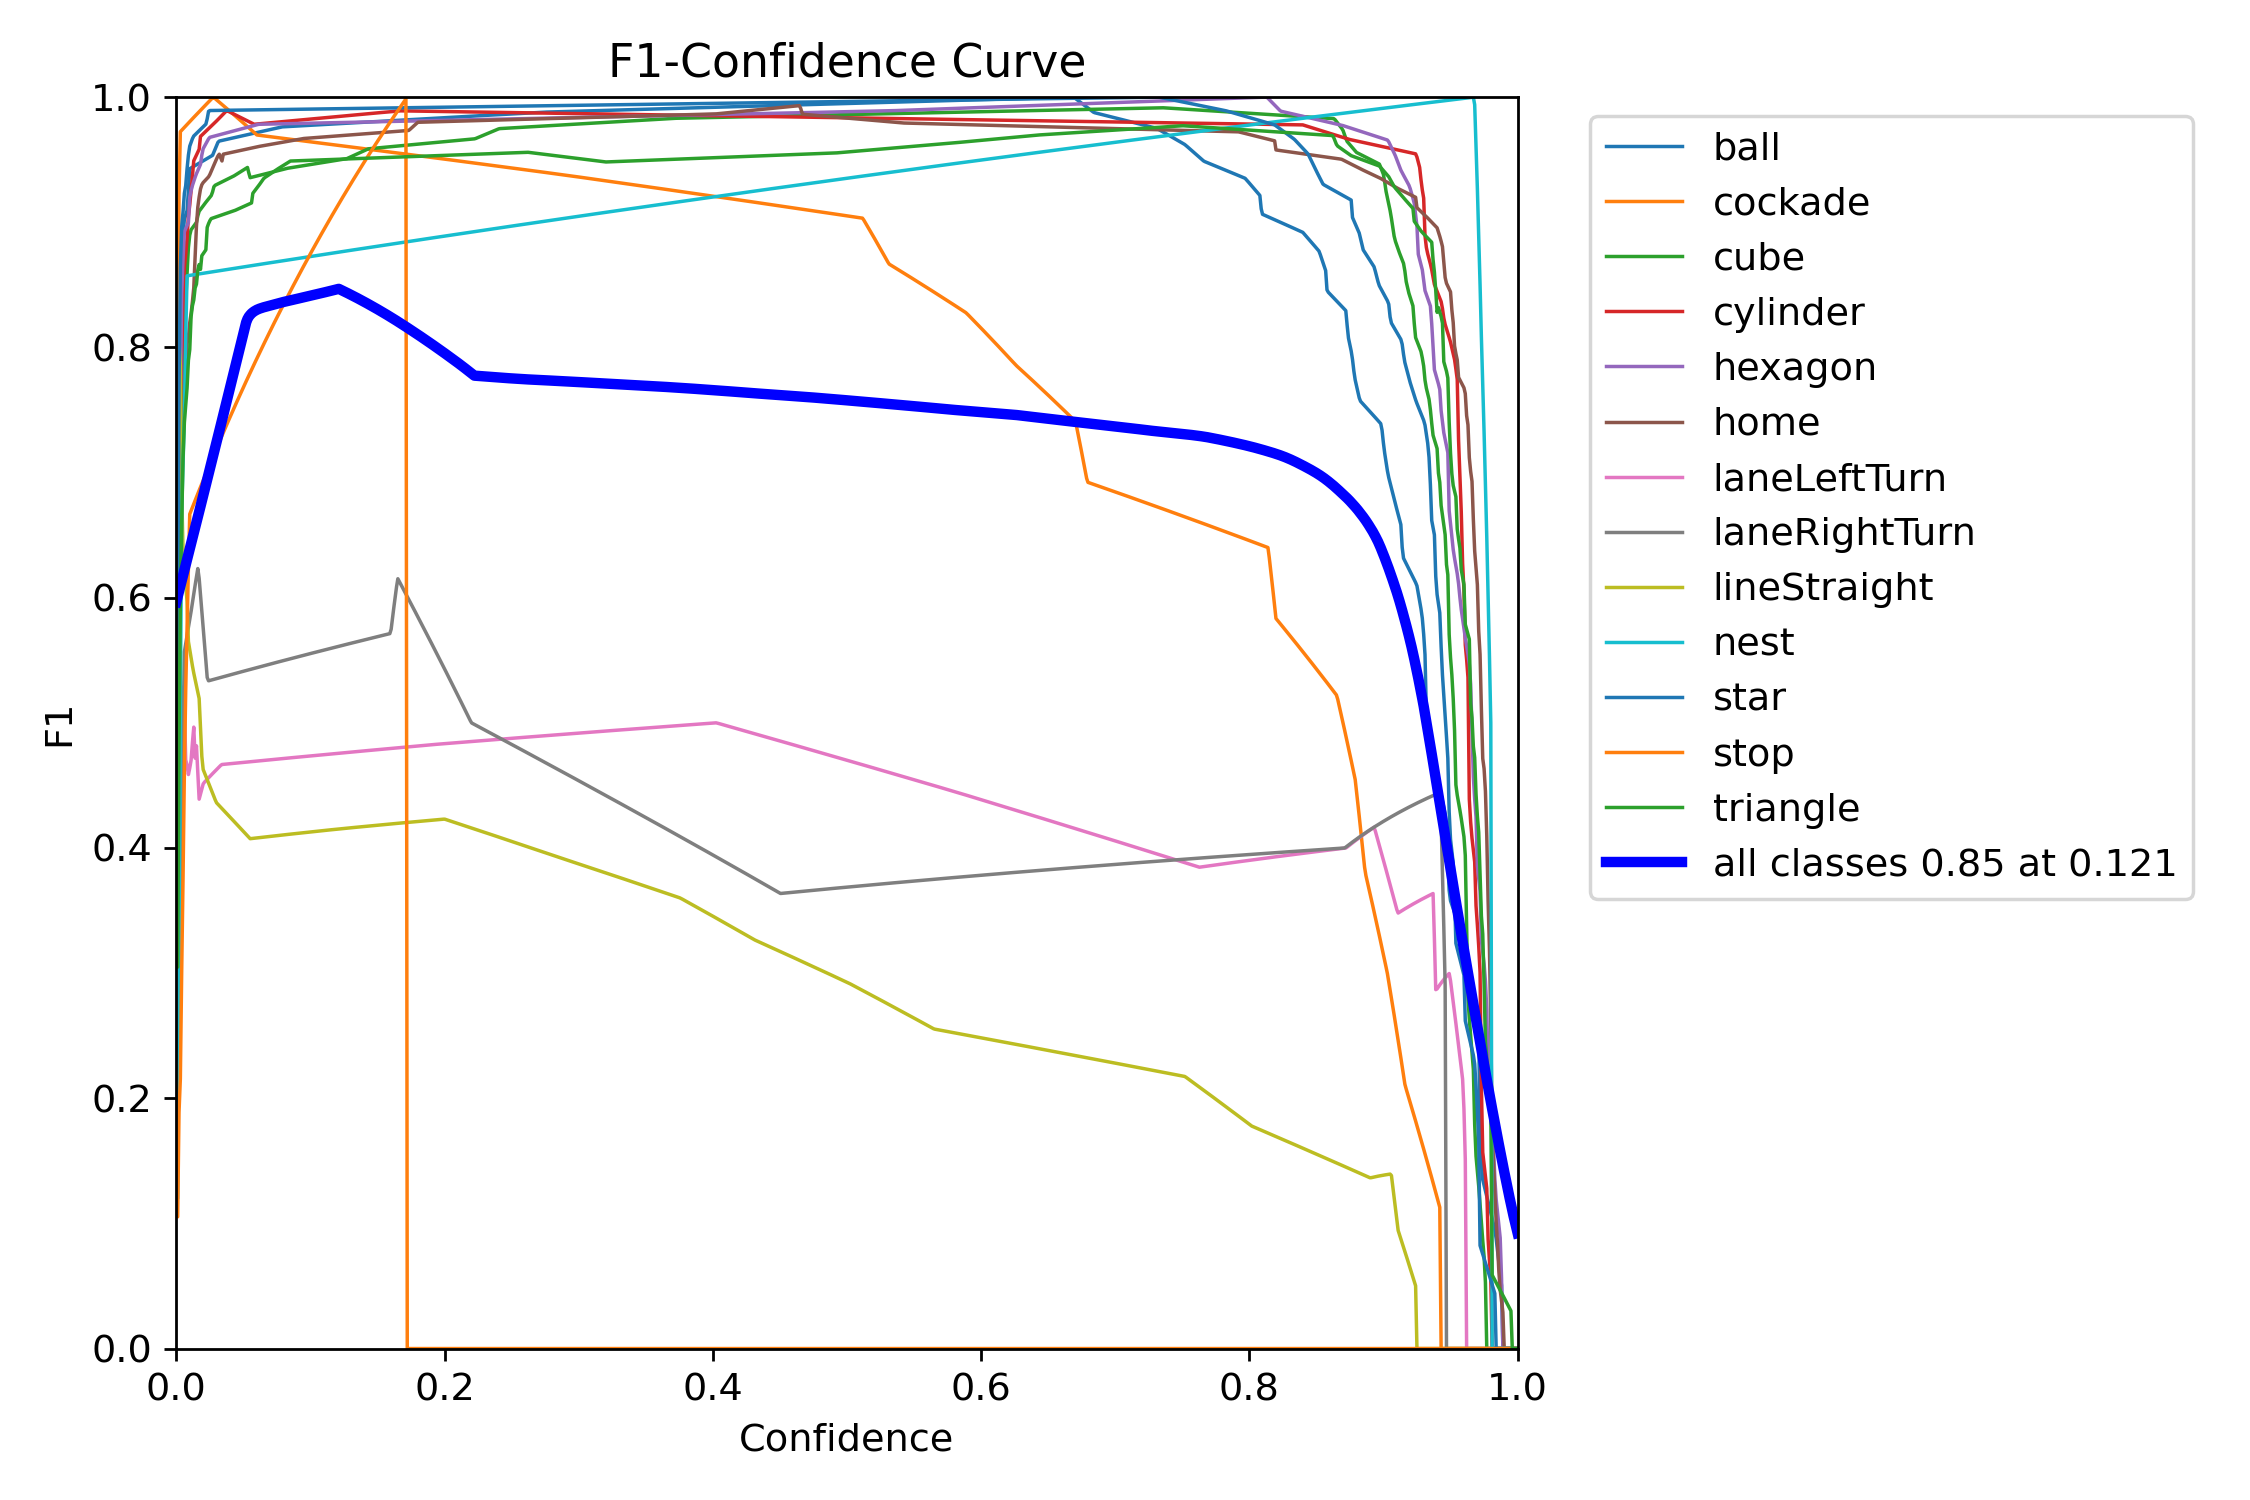 F1-Confidence Curve
1.0
0.8
0.6
0.4
0.2
0.0
F1
0.0 0.2 0.4 0.6 0.8 1.0
Confidence
ball
cockade
cube
cylinder
hexagon
home
laneLeftTurn
laneRightTurn
lineStraight
nest
star
stop
triangle
all classes 0.85 at 0.121